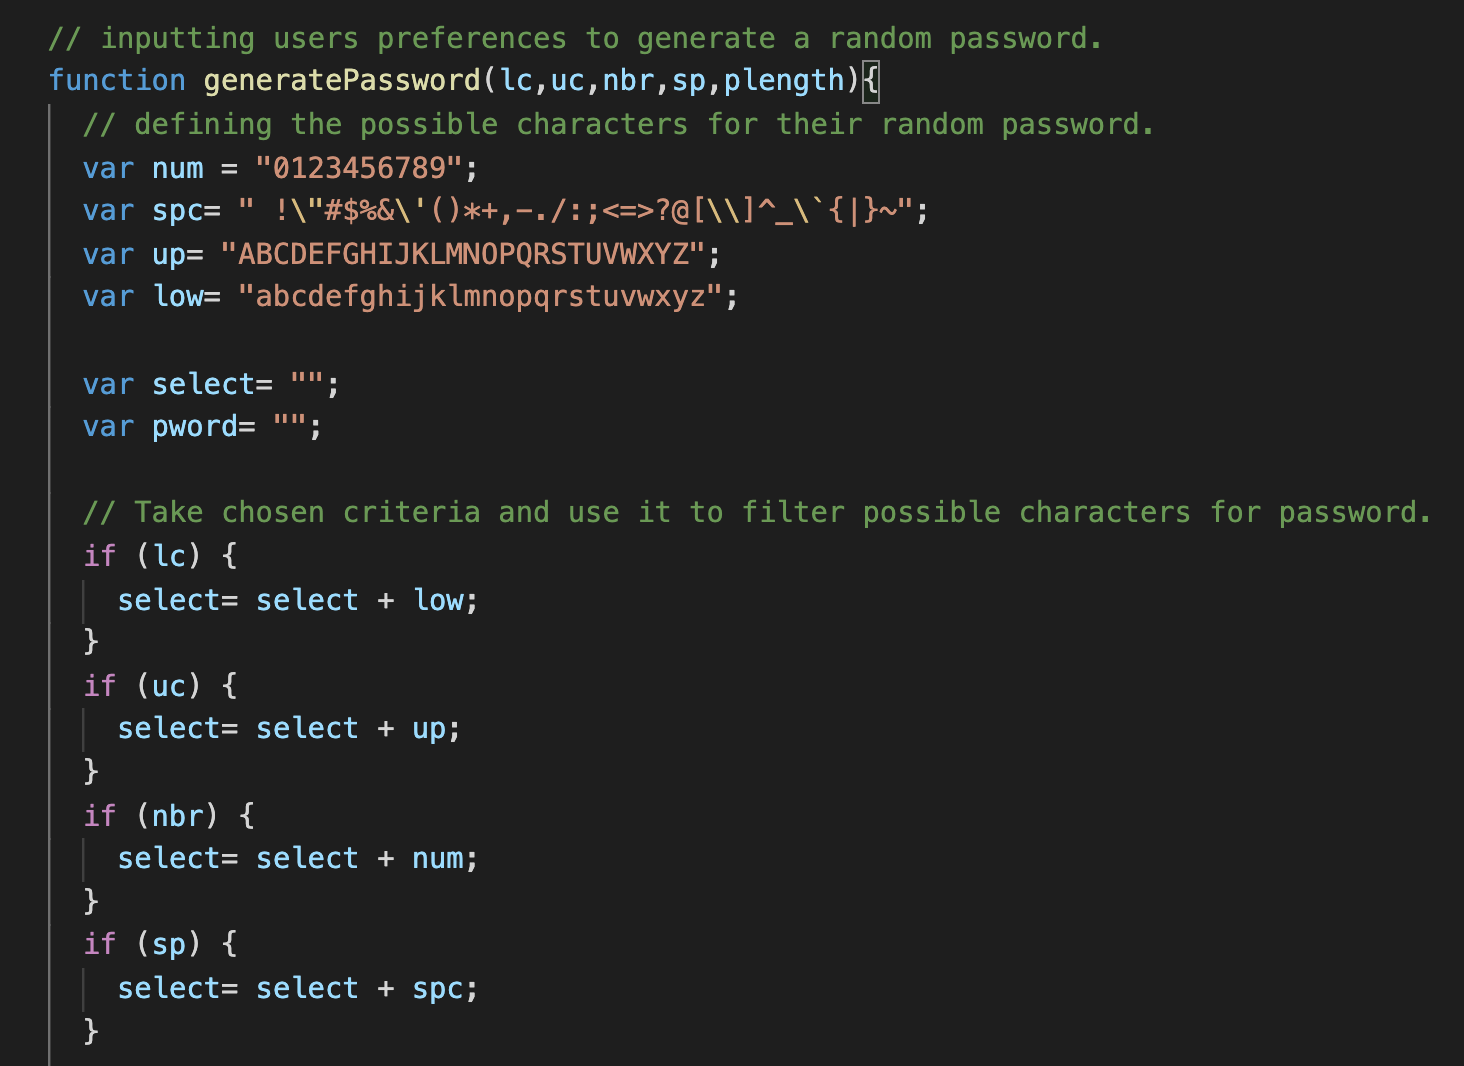 // inputting users preferences to generate a random password.
function generatePassword(lc,uc,nbr,sp,plength){
// defining the possible characters for their random password.
var num = "0123456789";
var spc= " !\"#$%&\'()*+,-./:;<=>?@[\\]^_\`{|}~";
var up= "ABCDEFGHIJKLMNOPQRSTUVWXYZ";
var low= "abcdefghijklmnopqrstuvwxyz";
var select= "";
var pword= "";
// Take chosen criteria and use it to filter possible characters for password.
if (lc) {
select= select + low;
}
if (uc) {
select= select + up;
}
if (nbr) {
select= select + num;
}
if (sp) {
select= select + spc;
}